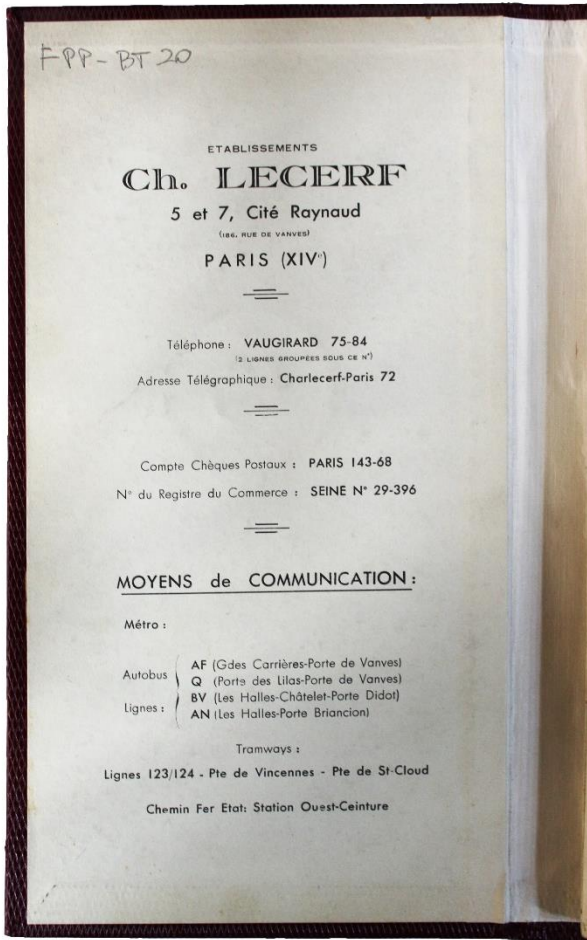 FPP-BT 20
ETABLISSEMENTS
Ch. LECERF
5 et 7, Cité Raynaud
(186, RUE DE VANVES)
PARIS (XIVᵉ)
Téléphone : VAUGIRARD 75-84
(2 LIGNES GROUPÉES SOUS CE N°)
Adresse Télégraphique : Charlecerf-Paris 72
Compte Chèques Postaux : PARIS 143-68
N° du Registre du Commerce : SEINE N° 29-396
MOYENS de COMMUNICATION :
Métro :
Autobus
Lignes :
AF (Gdes Carrières-Porte de Vanves)
Q (Porte des Lilas-Porte de Vanves)
BV (Les Halles-Châtelet-Porte Didot)
AN (Les Halles-Porte Briancion)
Tramways :
Lignes 123/124 - Pte de Vincennes - Pte de St-Cloud
Chemin Fer Etat: Station Ouest-Ceinture